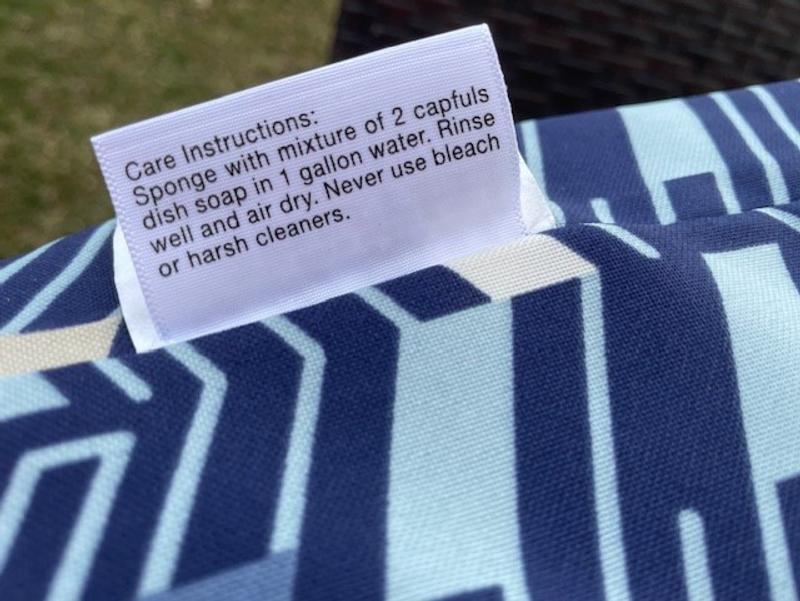 Care Instructions:
Sponge with mixture of 2 capfuls
dish soap in 1 gallon water. Rinse
well and air dry. Never use bleach
or harsh cleaners.